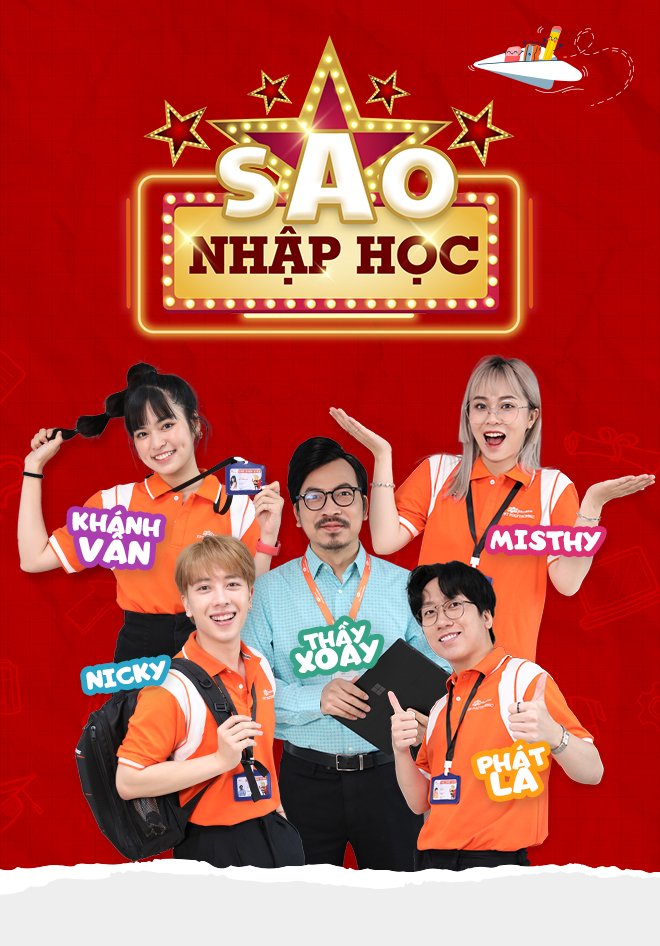 SAO
NHẬP HỌC
KHÁNH
VÂN
MISTHY
THẦY
XOAY
NICKY
PHÁT
LA